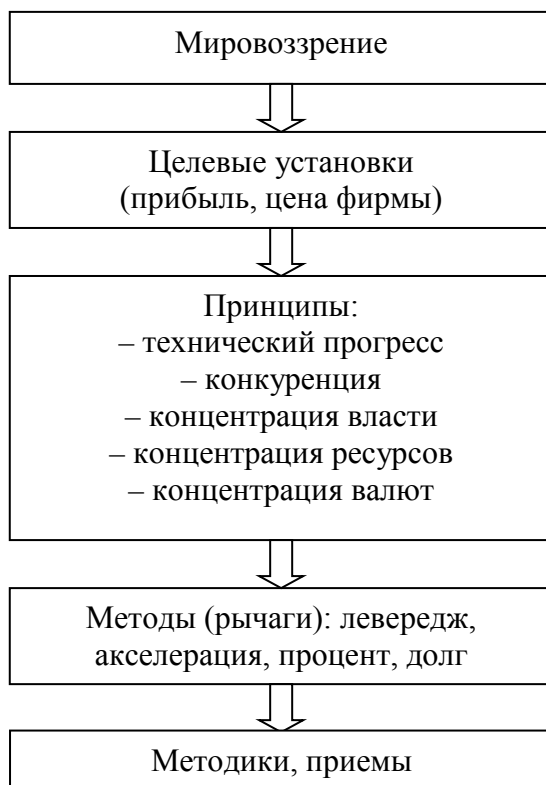 Мировоззрение
Целевые установки
(прибыль, цена фирмы)
Принципы:
– технический прогресс
– конкуренция
– концентрация власти
– концентрация ресурсов
– концентрация валют
Методы (рычаги): левередж,
акселерация, процент, долг
Методики, приемы